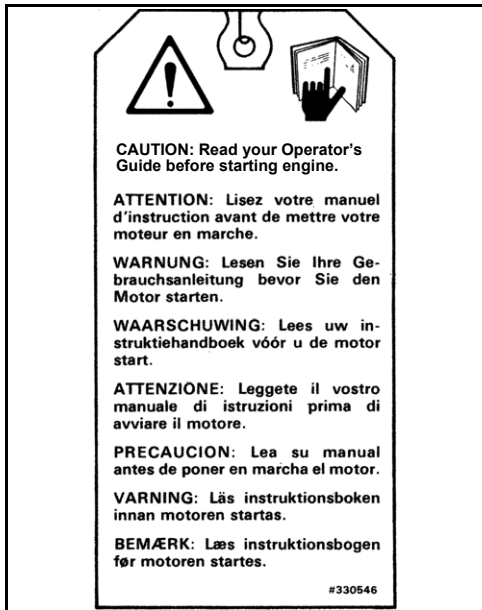 CAUTION: Read your Operator's
Guide before starting engine.
ATTENTION: Lisez votre manuel
d'instruction avant de mettre votre
moteur en marche.
WARNUNG: Lesen Sie Ihre Ge-
brauchsanleitung bevor Sie den
Motor starten.
WAARSCHUWING: Lees uw in-
struktiehandboek vóór u de motor
start.
ATTENZIONE: Leggete il vostro
manuale di istruzioni prima di
avviare il motore.
PRECAUCION: Lea su manual
antes de poner en marcha el motor.
VARNING: Läs instruktionsboken
innan motoren startas.
BEMÆRK: Læs instruktionsbogen
før motoren startes.
#330546